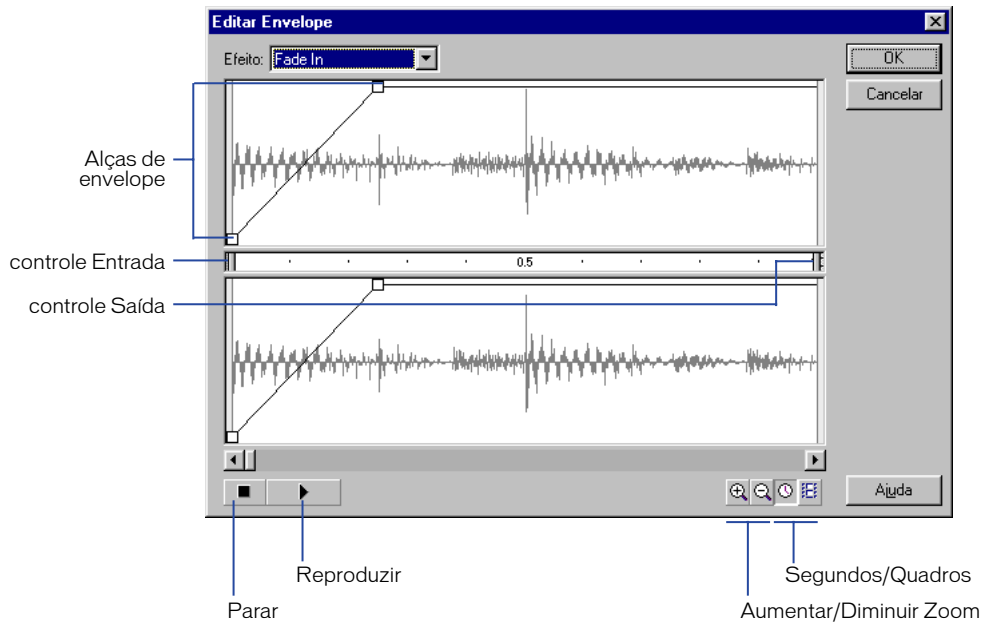 Editar Envelope
Efeito: Fade In
OK
Cancelar
Alças de
envelope
controle Entrada
0.5
controle Saída
Ajuda
Reproduzir
Segundos/Quadros
Parar
Aumentar/Diminuir Zoom